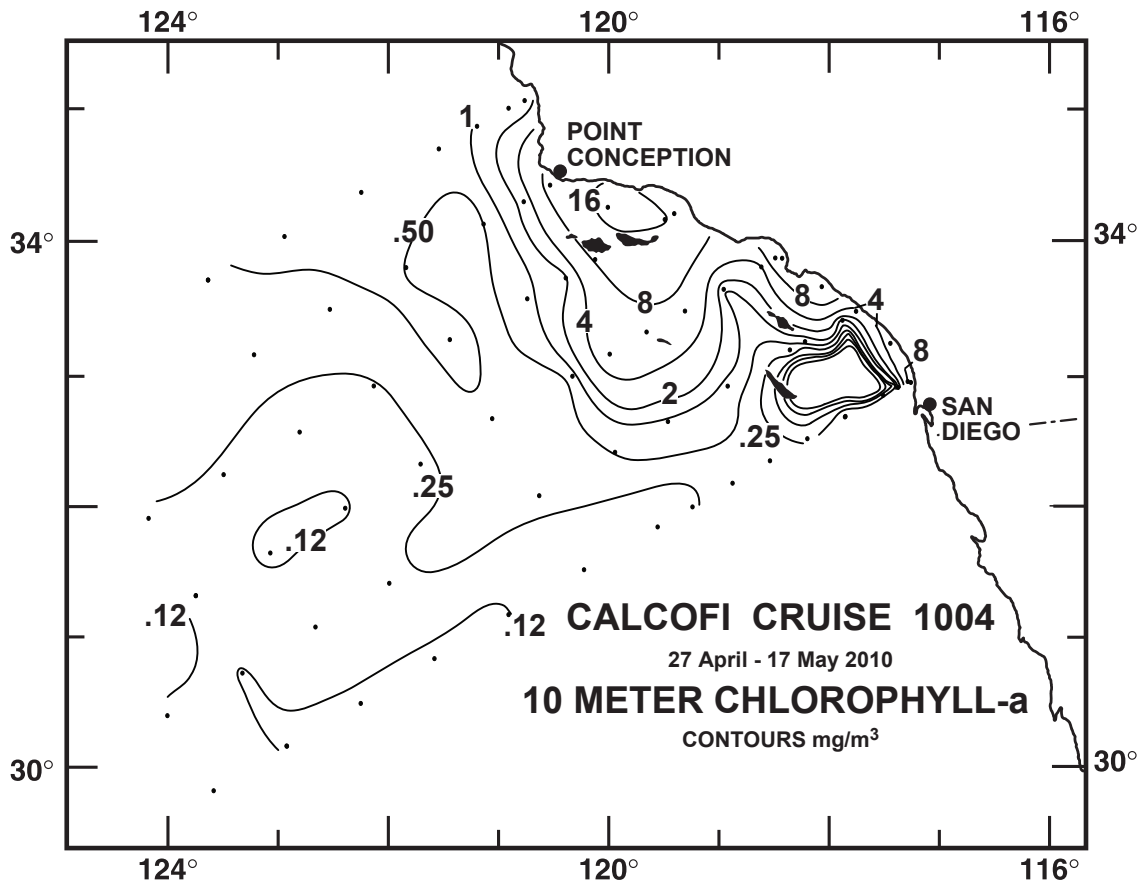 124° 120° 116°
1
POINT
CONCEPTION
16
.50
34° 34°
8
8
4
4
8
2
SAN
DIEGO
.25
.25
.12
.12
.12
CALCOFI CRUISE 1004
27 April - 17 May 2010
10 METER CHLOROPHYLL-a
CONTOURS mg/m³
30° 30°
124° 120° 116°